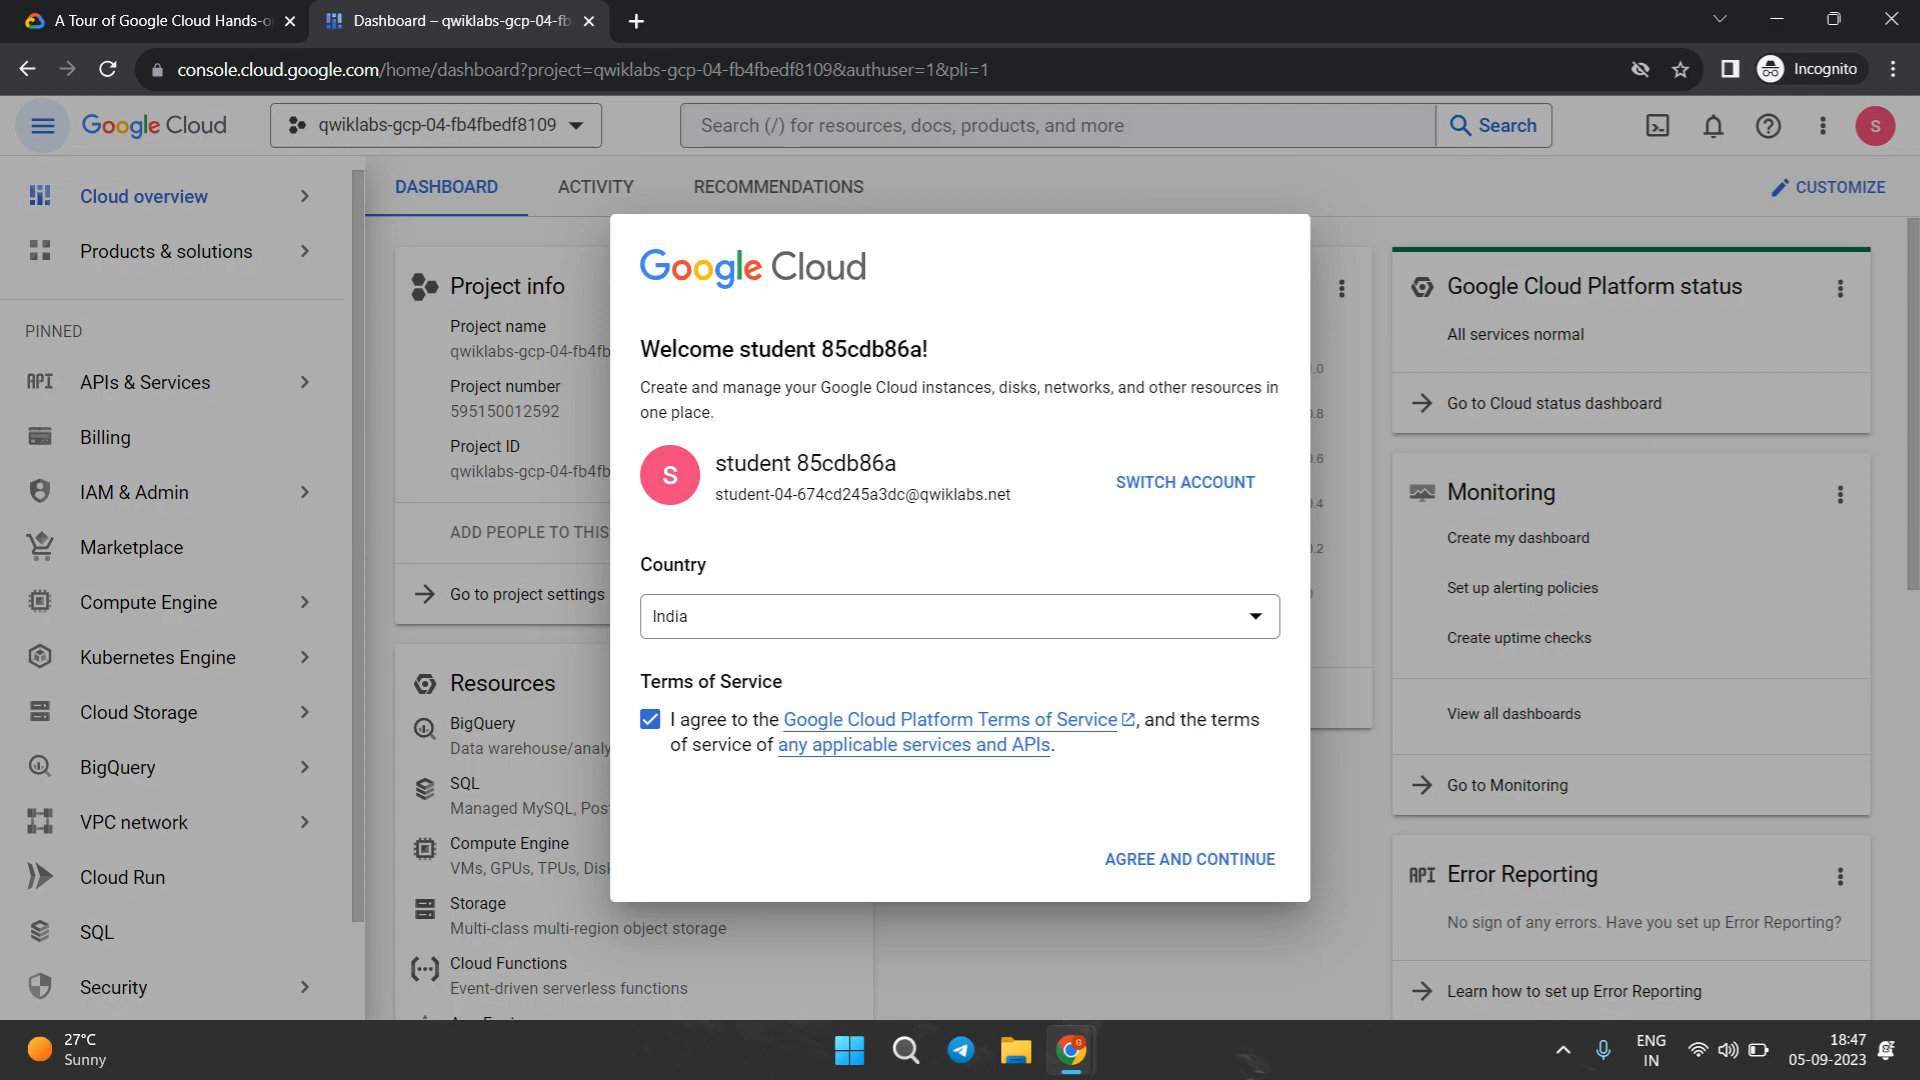 A Tour of Google Cloud Hands-o
Dashboard – qwiklabs-gcp-04-fb
console.cloud.google.com/home/dashboard?project=qwiklabs-gcp-04-fb4fbedf8109&authuser=1&pli=1
Incognito
Google Cloud
qwiklabs-gcp-04-fb4fbedf8109
Search (/) for resources, docs, products, and more
Search
S
Cloud overview
Products & solutions
PINNED
API APIs & Services
Billing
IAM & Admin
Marketplace
Compute Engine
Kubernetes Engine
Cloud Storage
BigQuery
VPC network
Cloud Run
SQL
Security
DASHBOARD
ACTIVITY
RECOMMENDATIONS
CUSTOMIZE
Project info
Project name
qwiklabs-gcp-04-fb4fb
Project number
595150012592
Project ID
qwiklabs-gcp-04-fb4fb
ADD PEOPLE TO THIS
Go to project settings
Resources
BigQuery
Data warehouse/analy
SQL
Managed MySQL, Pos
Compute Engine
VMs, GPUs, TPUs, Disk
Storage
Multi-class multi-region object storage
Cloud Functions
Event-driven serverless functions
Google Cloud
Welcome student 85cdb86a!
Create and manage your Google Cloud instances, disks, networks, and other resources in
one place.
S
student 85cdb86a
student-04-674cd245a3dc@qwiklabs.net
SWITCH ACCOUNT
Country
India
Terms of Service
I agree to the Google Cloud Platform Terms of Service, and the terms
of service of any applicable services and APIs.
AGREE AND CONTINUE
.0
.8
.6
.4
.2
Google Cloud Platform status
All services normal
Go to Cloud status dashboard
Monitoring
Create my dashboard
Set up alerting policies
Create uptime checks
View all dashboards
Go to Monitoring
API Error Reporting
No sign of any errors. Have you set up Error Reporting?
Learn how to set up Error Reporting
27°C
Sunny
ENG
IN
18:47
05-09-2023